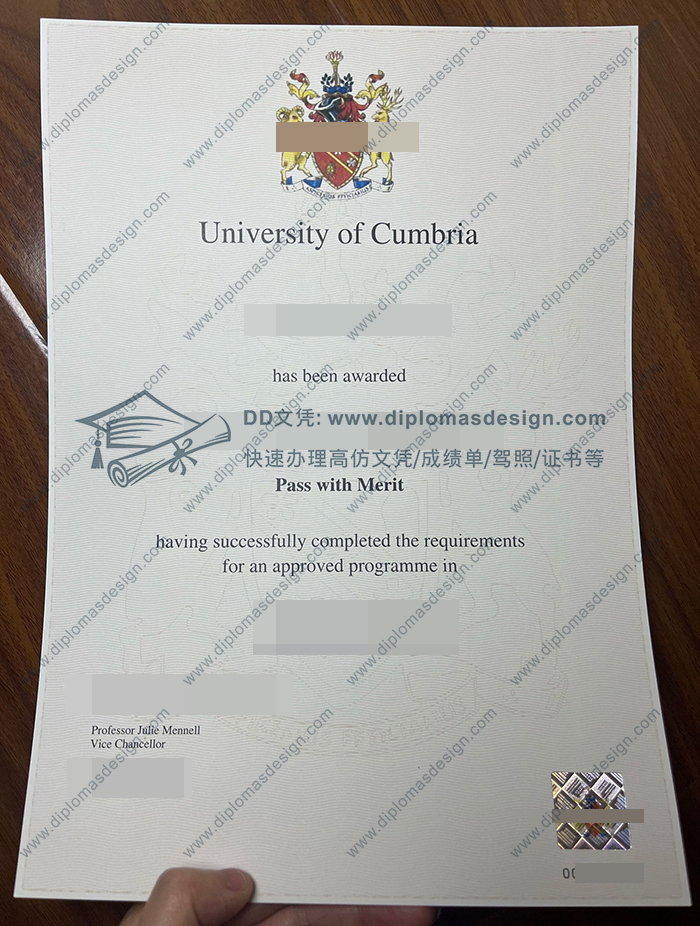 University of Cumbria
has been awarded
DD文凭: www.diplomasdesign.com
快速办理高仿文凭/成绩单/驾照/证书等
Pass with Merit
having successfully completed the requirements
for an approved programme in
Professor Julie Mennell
Vice Chancellor
www.diplomasdesign.com